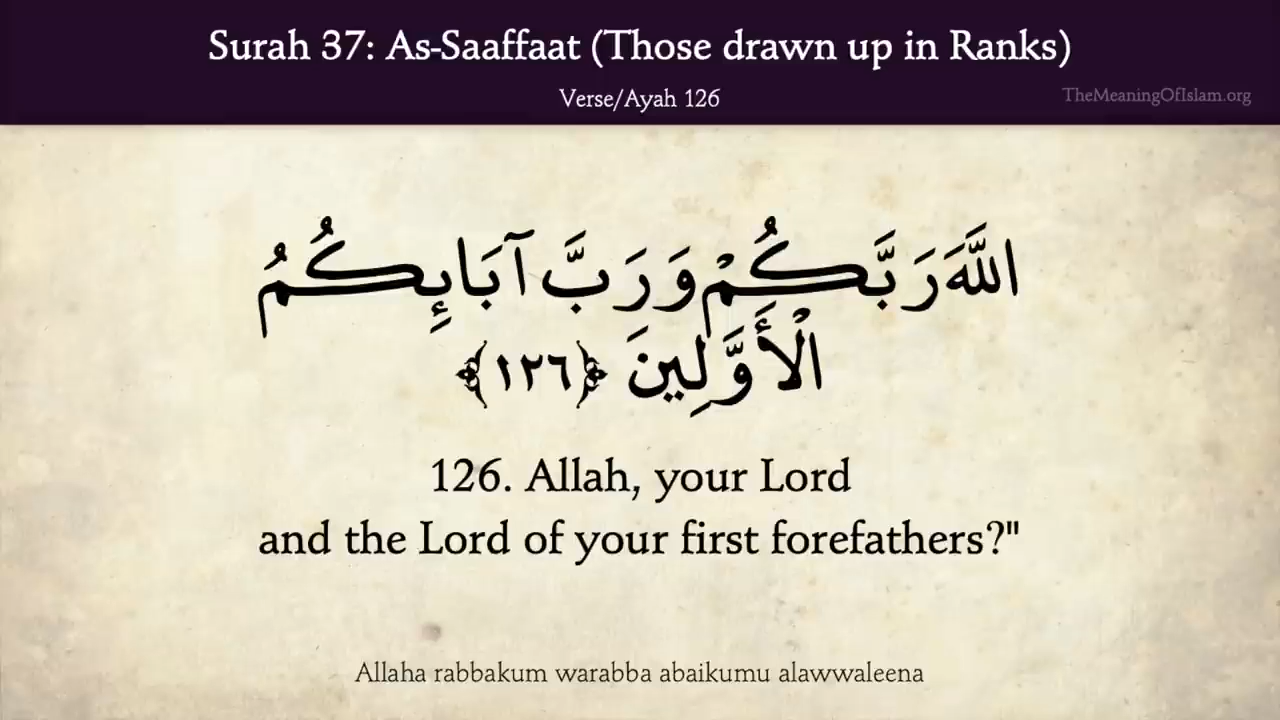 Surah 37: As-Saaffaat (Those drawn up in Ranks)
Verse/Ayah 126
TheMeaningOfIslam.org
اللَّهَ رَبَّكُمْ وَرَبَّ آبَائِكُمُ
الْأَوَّلِينَ ﴿١٢٦﴾
126. Allah, your Lord
and the Lord of your first forefathers?"
Allaha rabbakum warabba abaikumu alawwaleena